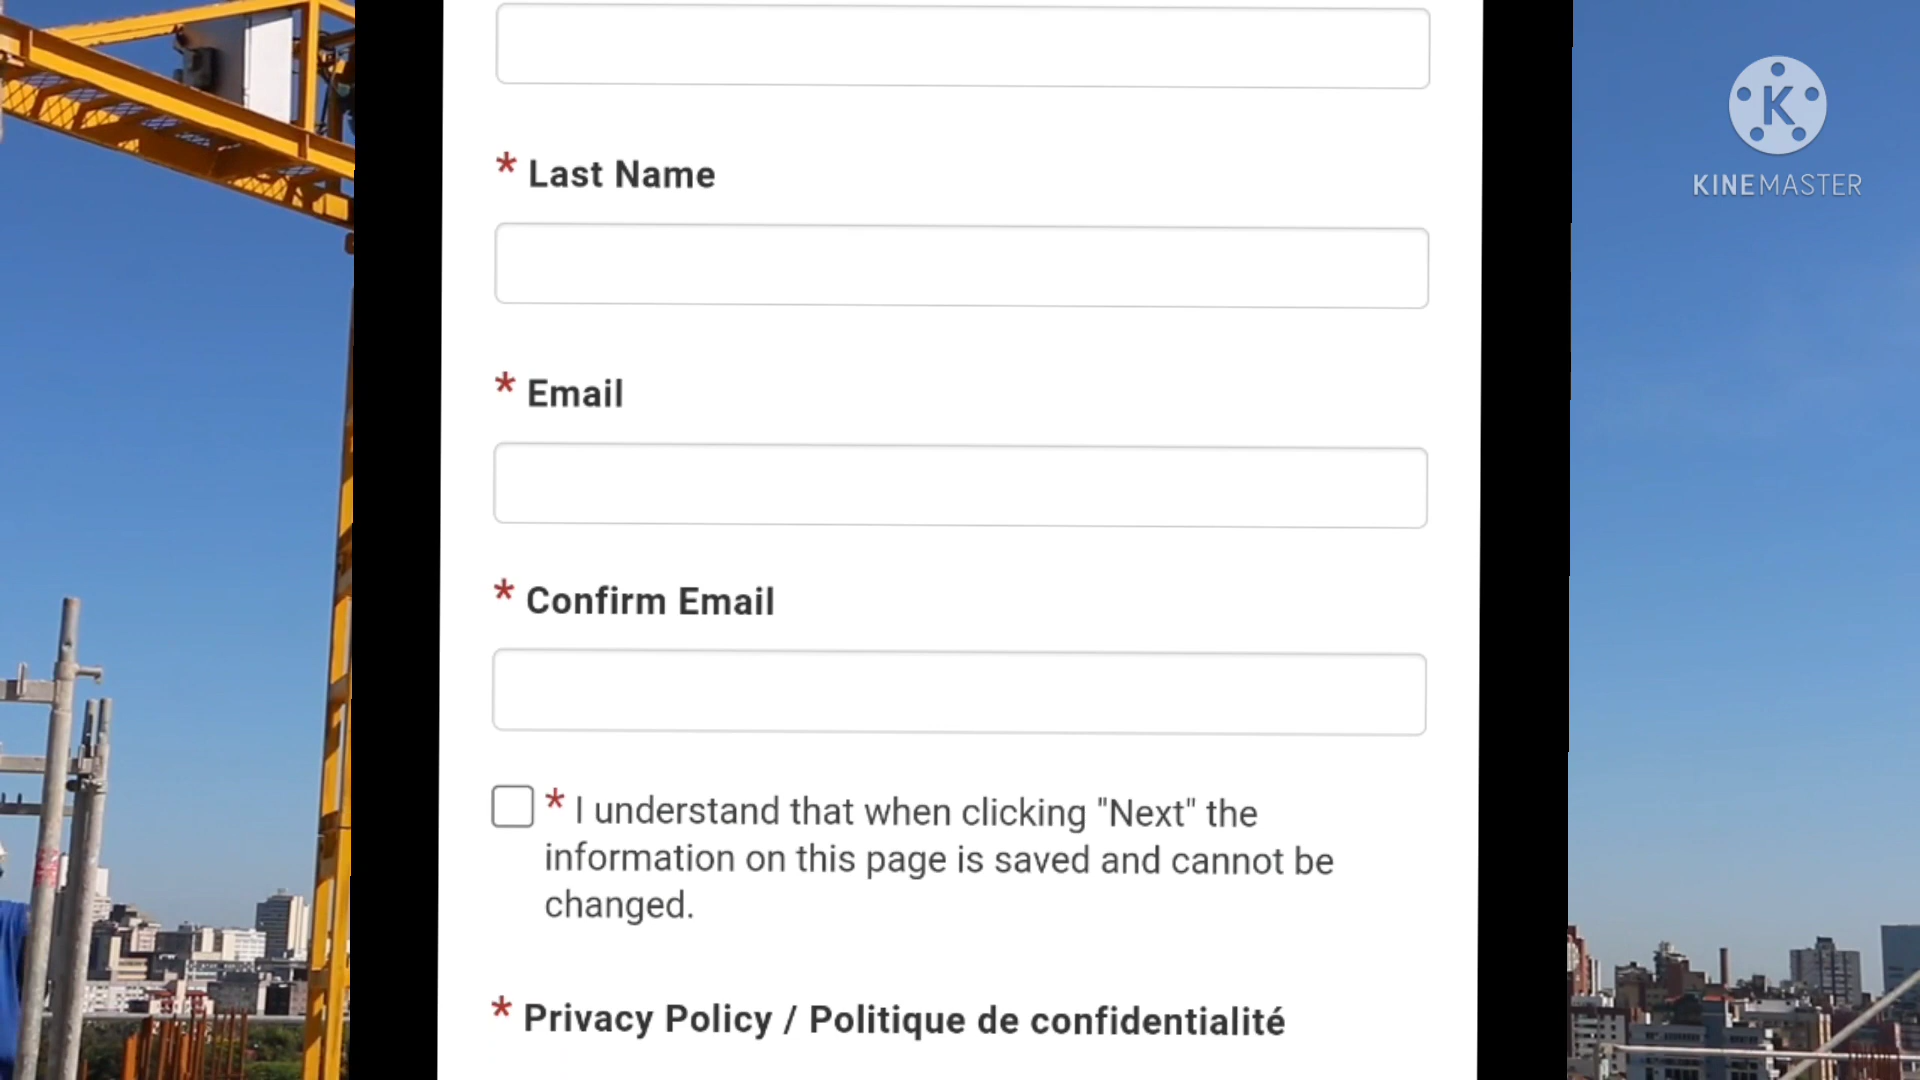 K
KINEMASTER
* Last Name
* Email
* Confirm Email
* I understand that when clicking "Next" the
information on this page is saved and cannot be
changed.
* Privacy Policy / Politique de confidentialité